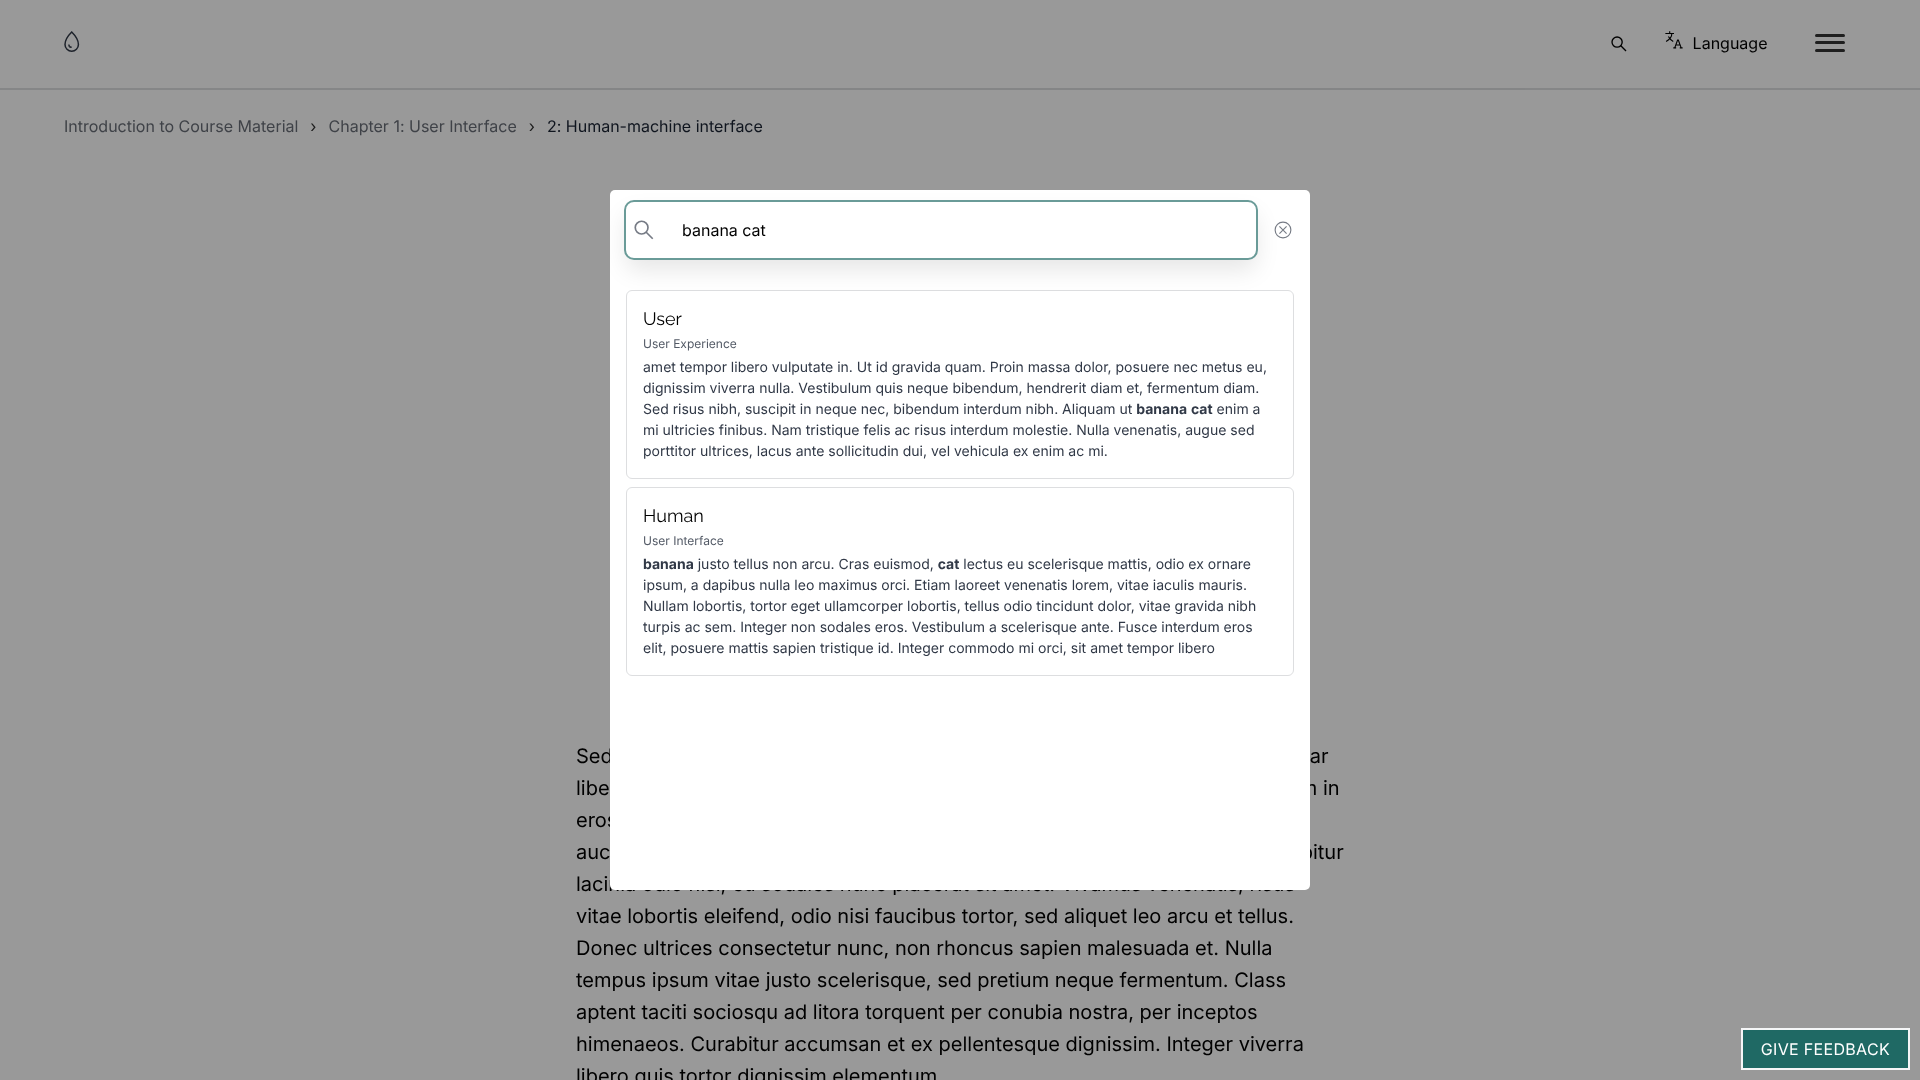 Language
Introduction to Course Material › Chapter 1: User Interface › 2: Human-machine interface
banana cat
User
User Experience
amet tempor libero vulputate in. Ut id gravida quam. Proin massa dolor, posuere nec metus eu,
dignissim viverra nulla. Vestibulum quis neque bibendum, hendrerit diam et, fermentum diam.
Sed risus nibh, suscipit in neque nec, bibendum interdum nibh. Aliquam ut banana cat enim a
mi ultricies finibus. Nam tristique felis ac risus interdum molestie. Nulla venenatis, augue sed
porttitor ultrices, lacus ante sollicitudin dui, vel vehicula ex enim ac mi.
Human
User Interface
banana justo tellus non arcu. Cras euismod, cat lectus eu scelerisque mattis, odio ex ornare
ipsum, a dapibus nulla leo maximus orci. Etiam laoreet venenatis lorem, vitae iaculis mauris.
Nullam lobortis, tortor eget ullamcorper lobortis, tellus odio tincidunt dolor, vitae gravida nibh
turpis ac sem. Integer non sodales eros. Vestibulum a scelerisque ante. Fusce interdum eros
elit, posuere mattis sapien tristique id. Integer commodo mi orci, sit amet tempor libero
Sed
in
vitae lobortis eleifend, odio nisi faucibus tortor, sed aliquet leo arcu et tellus.
Donec ultrices consectetur nunc, non rhoncus sapien malesuada et. Nulla
tempus ipsum vitae justo scelerisque, sed pretium neque fermentum. Class
aptent taciti sociosqu ad litora torquent per conubia nostra, per inceptos
himenaeos. Curabitur accumsan et ex pellentesque dignissim. Integer viverra
libero quis tortor dignissim elementum.
GIVE FEEDBACK